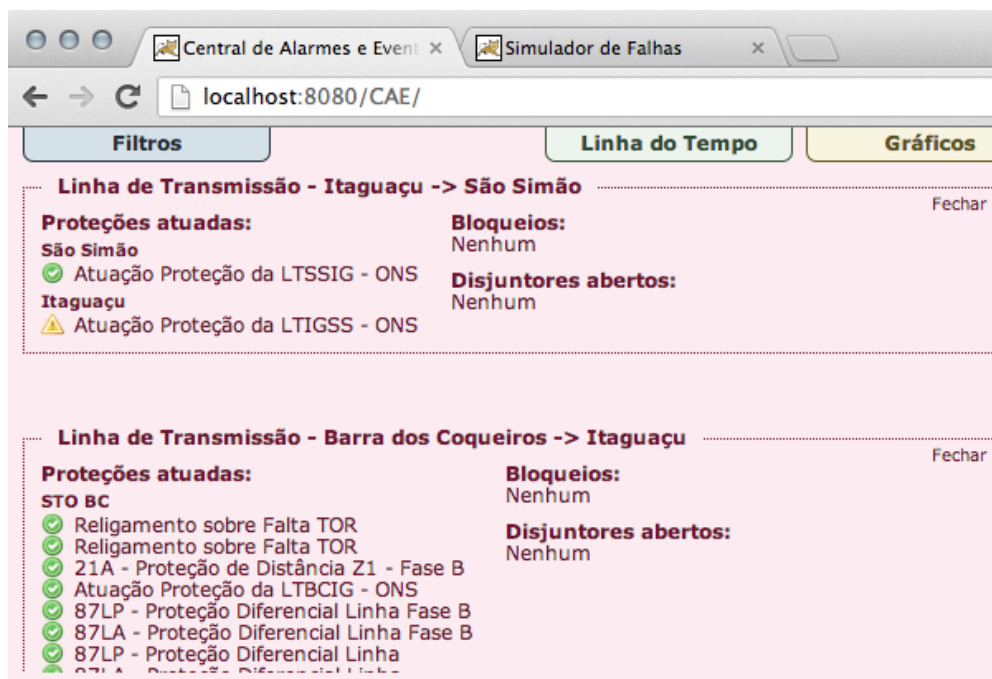 Central de Alarmes e Event
Simulador de Falhas
localhost:8080/CAE/
Filtros
Linha do Tempo
Gráficos
Linha de Transmissão - Itaguaçu -> São Simão
Fechar
Proteções atuadas:
São Simão
Atuação Proteção da LTSSIG - ONS
Itaguaçu
Atuação Proteção da LTIGSS - ONS
Bloqueios:
Nenhum
Disjuntores abertos:
Nenhum
Linha de Transmissão - Barra dos Coqueiros -> Itaguaçu
Fechar
Proteções atuadas:
STO BC
Religamento sobre Falta TOR
Religamento sobre Falta TOR
21A - Proteção de Distância Z1 - Fase B
Atuação Proteção da LTBCIG - ONS
87LP - Proteção Diferencial Linha Fase B
87LA - Proteção Diferencial Linha Fase B
87LP - Proteção Diferencial Linha
87LA - Proteção Diferencial Linha
Bloqueios:
Nenhum
Disjuntores abertos:
Nenhum